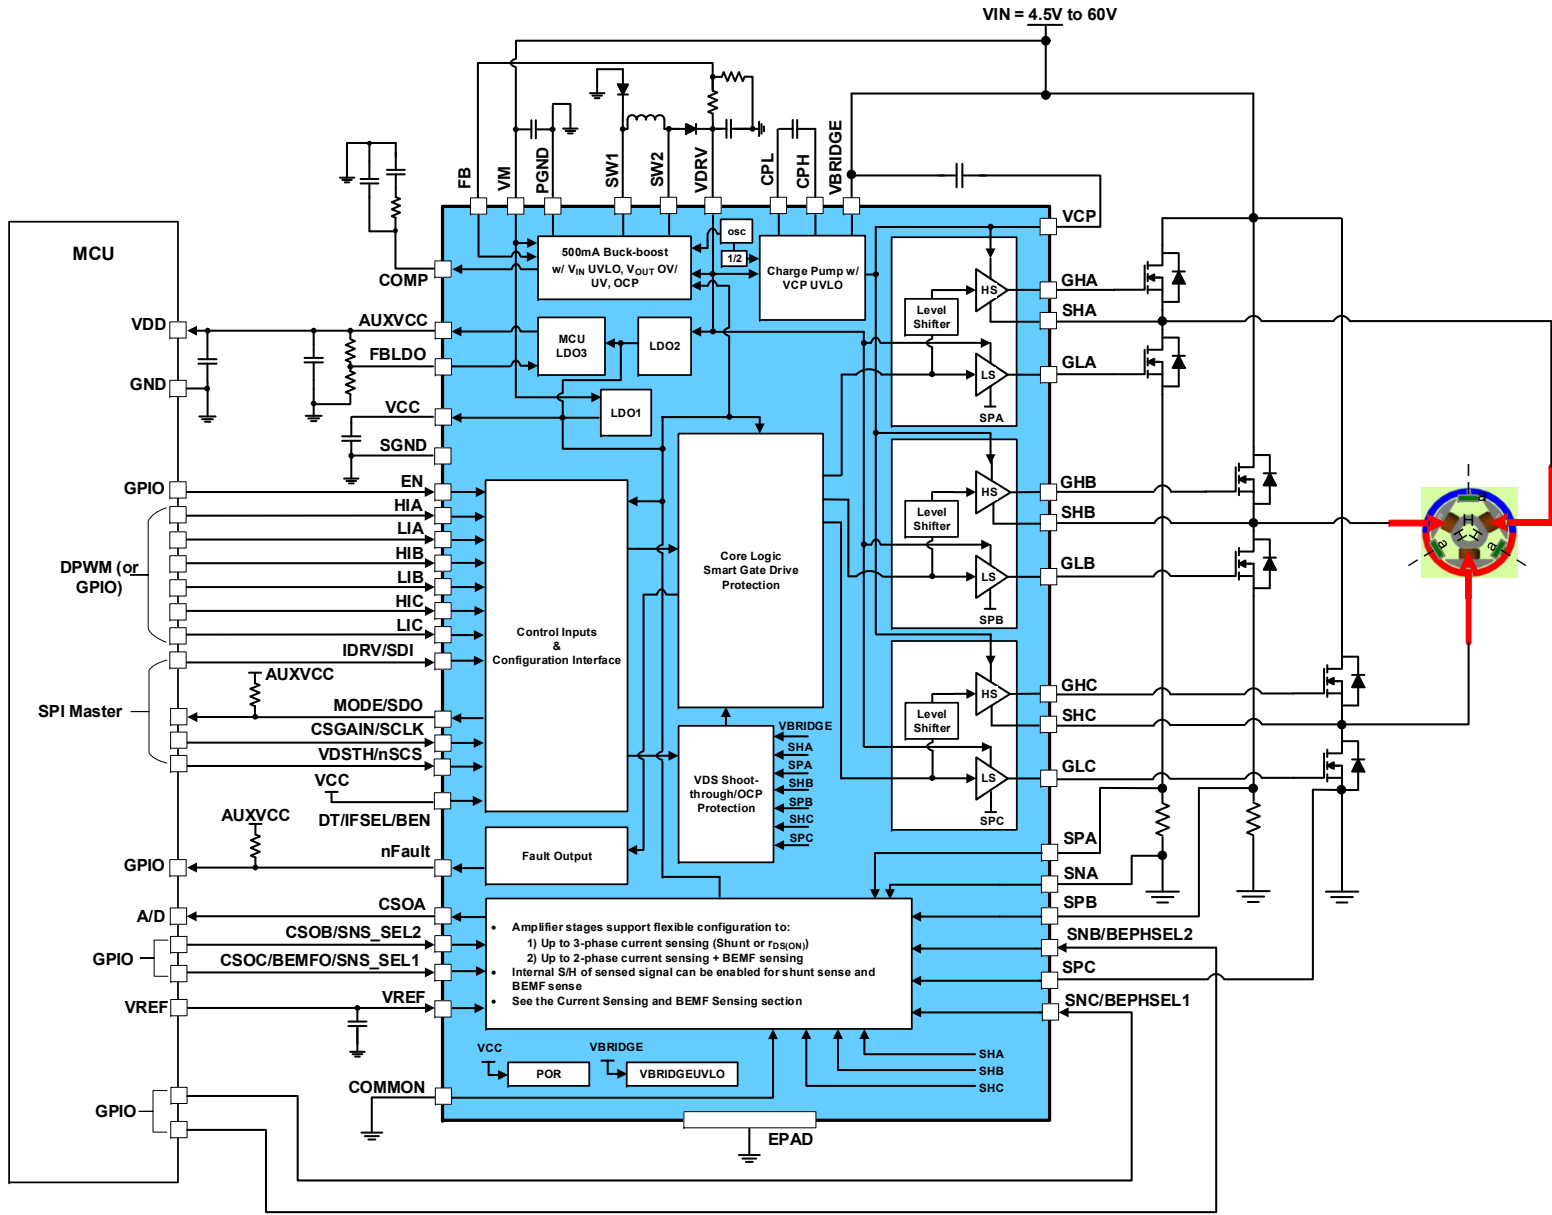 VIN = 4.5V to 60V
FB
VM
PGND
SW1
SW2
VDRV
CPL
CPH
VBRIDGE
VCP
MCU
COMP
500mA Buck-boost
w/ VIN UVLO, VOUT OV/
UV, OCP
osc
1/2
Charge Pump w/
VCP UVLO
HS
Level
Shifter
LS
SPA
GHA
SHA
GLA
VDD
AUXVCC
MCU
LDO3
LDO2
FBLDO
GND
LDO1
VCC
SGND
GPIO
EN
HIA
LIA
HIB
LIB
HIC
LIC
DPWM (or
GPIO)
IDRV/SDI
AUXVCC
SPI Master
MODE/SDO
CSGAIN/SCLK
VDSTH/nSCS
VCC
DT/IFSEL/BEN
AUXVCC
nFault
GPIO
Control Inputs
&
Configuration Interface
Core Logic
Smart Gate Drive
Protection
HS
Level
Shifter
LS
SPB
GHB
SHB
GLB
H
H
H
a
a
a
HS
Level
Shifter
LS
SPC
GHC
SHC
GLC
VDS Shoot-
through/OCP
Protection
VBRIDGE
SHA
SPA
SHB
SPB
SHC
SPC
Fault Output
SPA
SNA
SPB
SNB/BEPHSEL2
SPC
SNC/BEPHSEL1
A/D
CSOA
CSOB/SNS_SEL2
GPIO
CSOC/BEMFO/SNS_SEL1
VREF
VREF
• Amplifier stages support flexible configuration to:
1) Up to 3-phase current sensing (Shunt or rDS(ON))
2) Up to 2-phase current sensing + BEMF sensing
• Internal S/H of sensed signal can be enabled for shunt sense and
BEMF sense
• See the Current Sensing and BEMF Sensing section
VCC
POR
VBRIDGE
VBRIDGEUVLO
SHA
SHB
SHC
COMMON
GPIO
EPAD